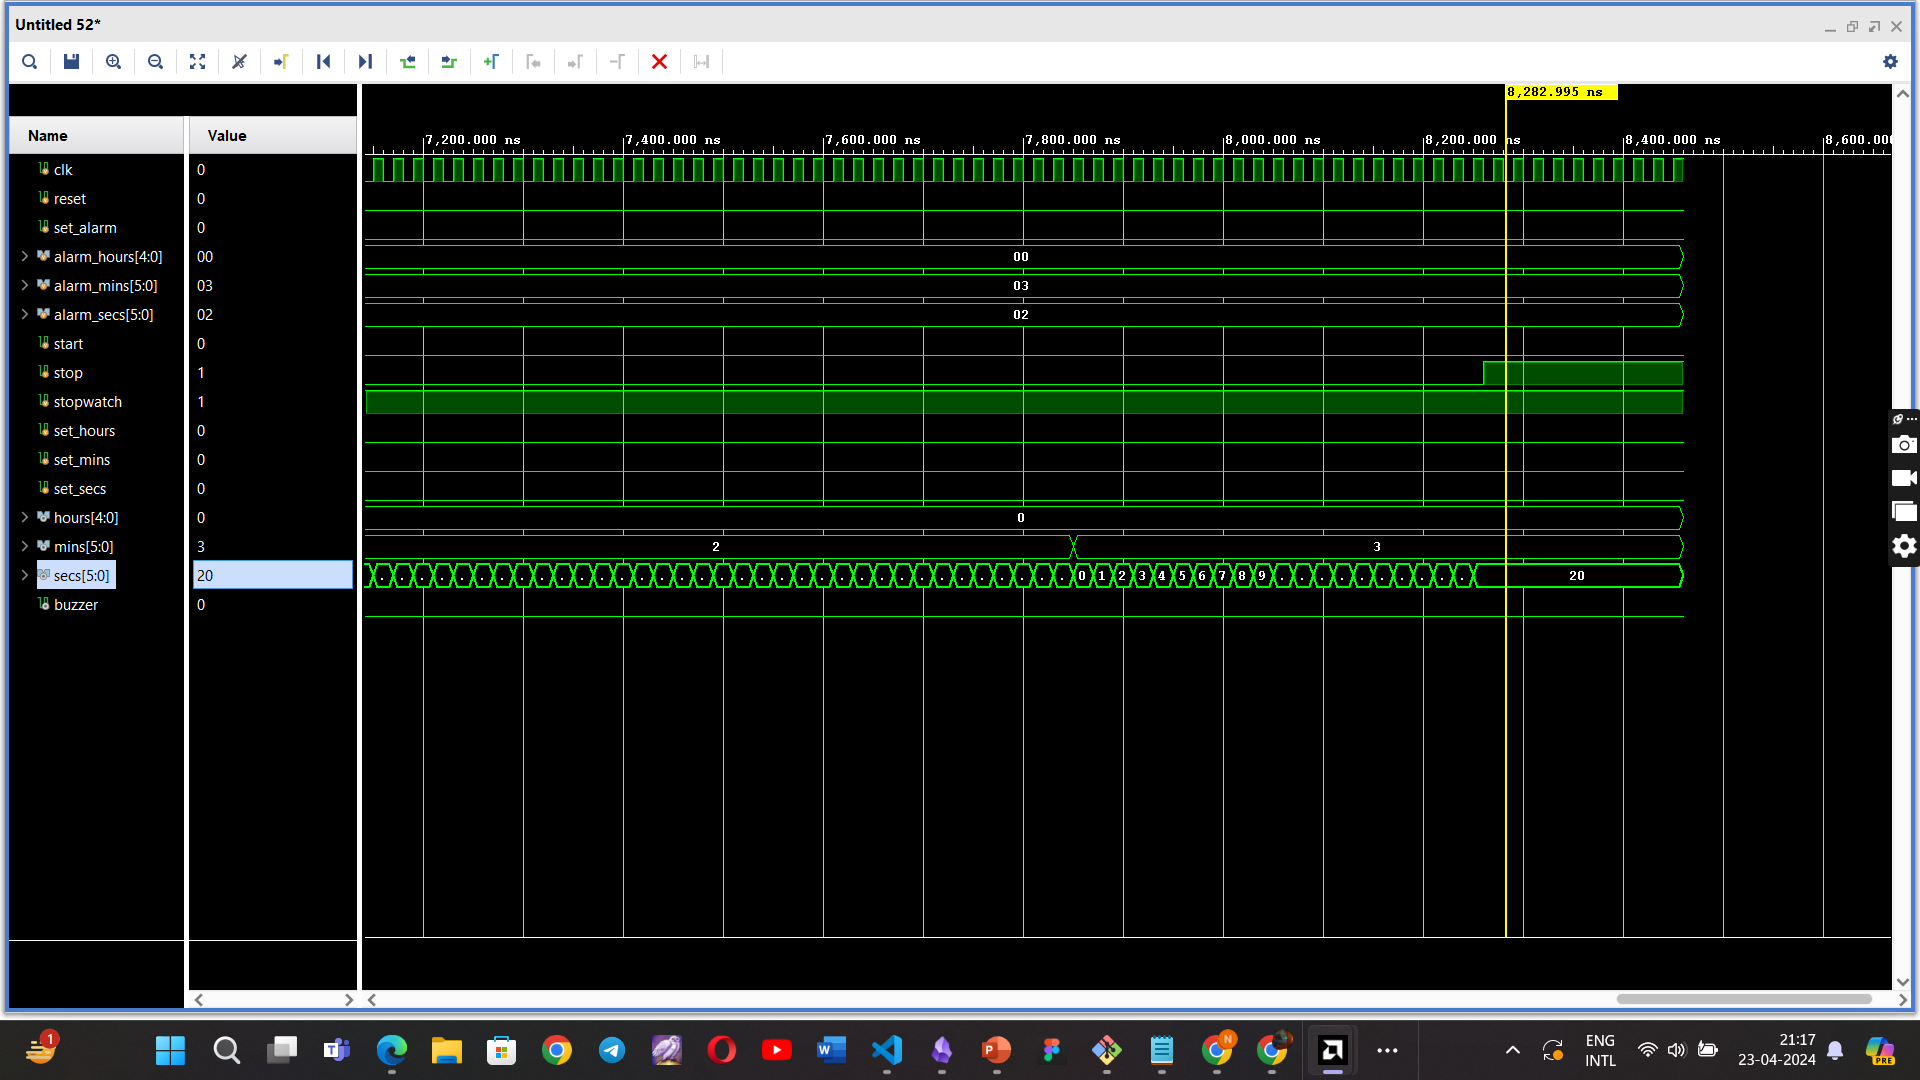 Untitled 52*
8,282.995 ns
Name Value
7,200.000 ns 7,400.000 ns 7,600.000 ns 7,800.000 ns 8,000.000 ns 8,200.000 ns 8,400.000 ns 8,600.000
clk 0
reset 0
set_alarm 0
alarm_hours[4:0] 00 00
alarm_mins[5:0] 03 03
alarm_secs[5:0] 02 02
start 0
stop 1
stopwatch 1
set_hours 0
set_mins 0
set_secs 0
hours[4:0] 0 0
mins[5:0] 3 2 3
secs[5:0] 20 0 1 2 3 4 5 6 7 8 9 20
buzzer 0
1
ENG
INTL
21:17
23-04-2024
N
PRE